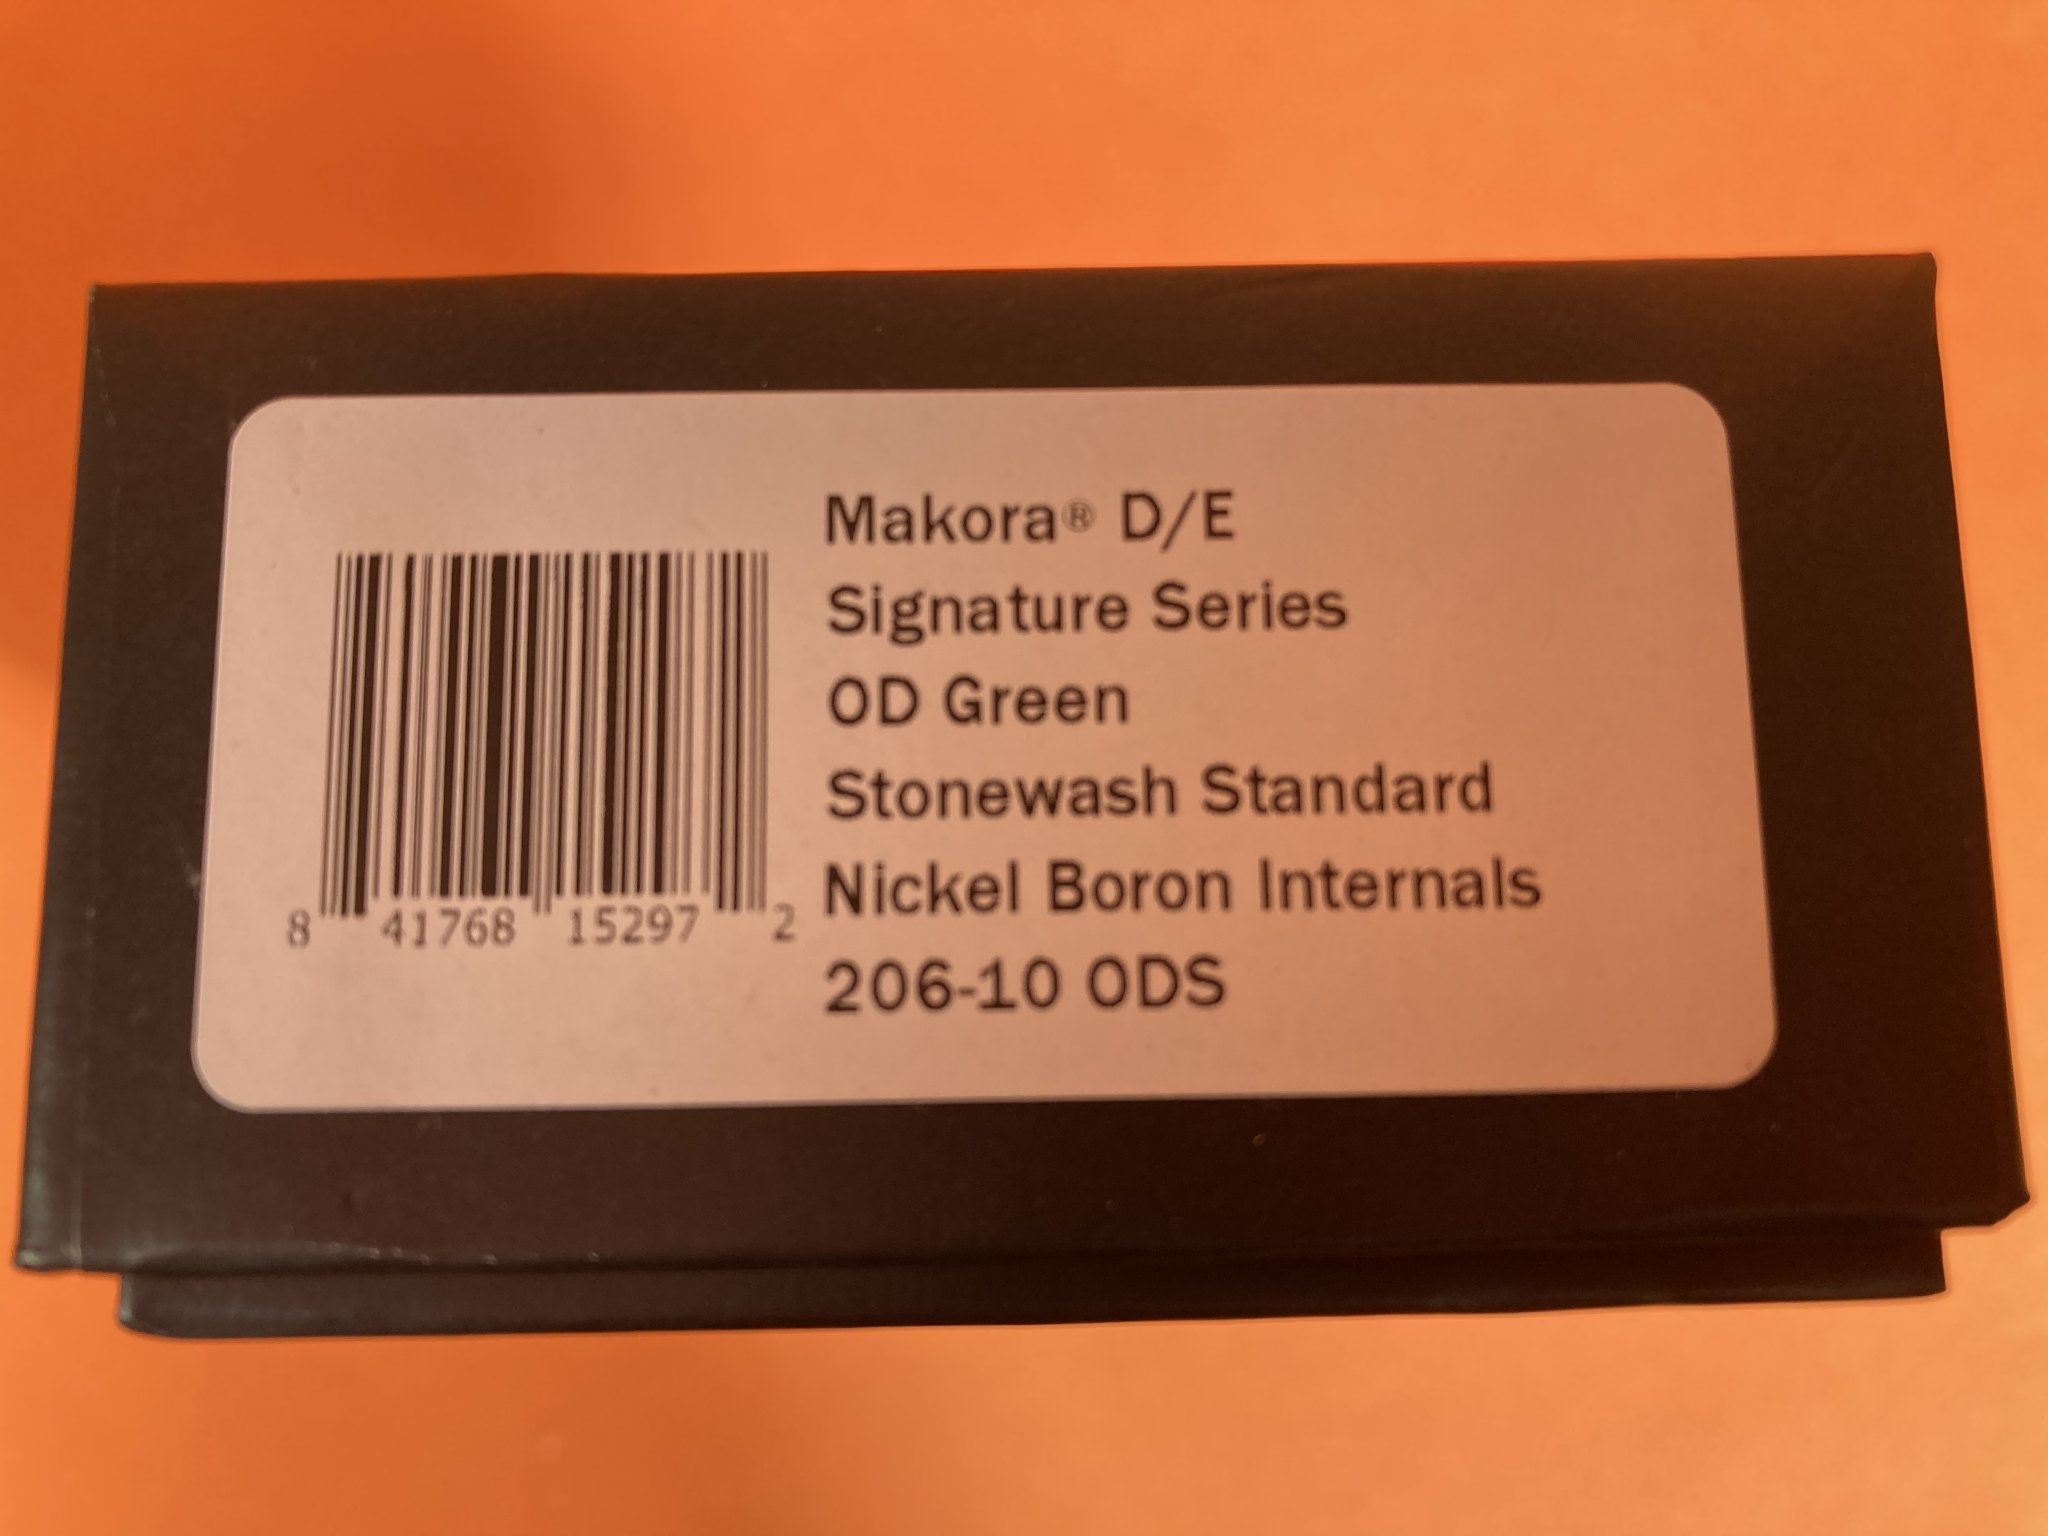 Makora® D/E
Signature Series
OD Green
Stonewash Standard
Nickel Boron Internals
206-10 ODS
8 41768 15297 2